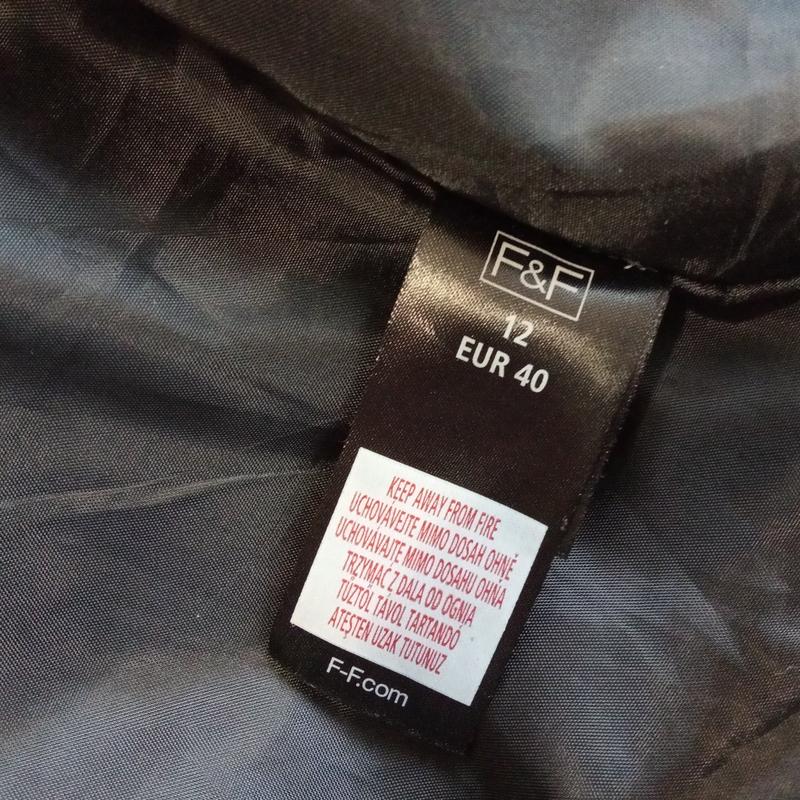 F&F
12
EUR 40
KEEP AWAY FROM FIRE
UCHOVÁVEJTE MIMO DOSAH OHNĚ
UCHOVÁVAJTE MIMO DOSAHU OHŇA
TRZYMAĆ Z DALA OD OGNIA
TŰZTŐL TÁVOL TARTANDÓ
ATEŞTEN UZAK TUTUNUZ
F-F.com